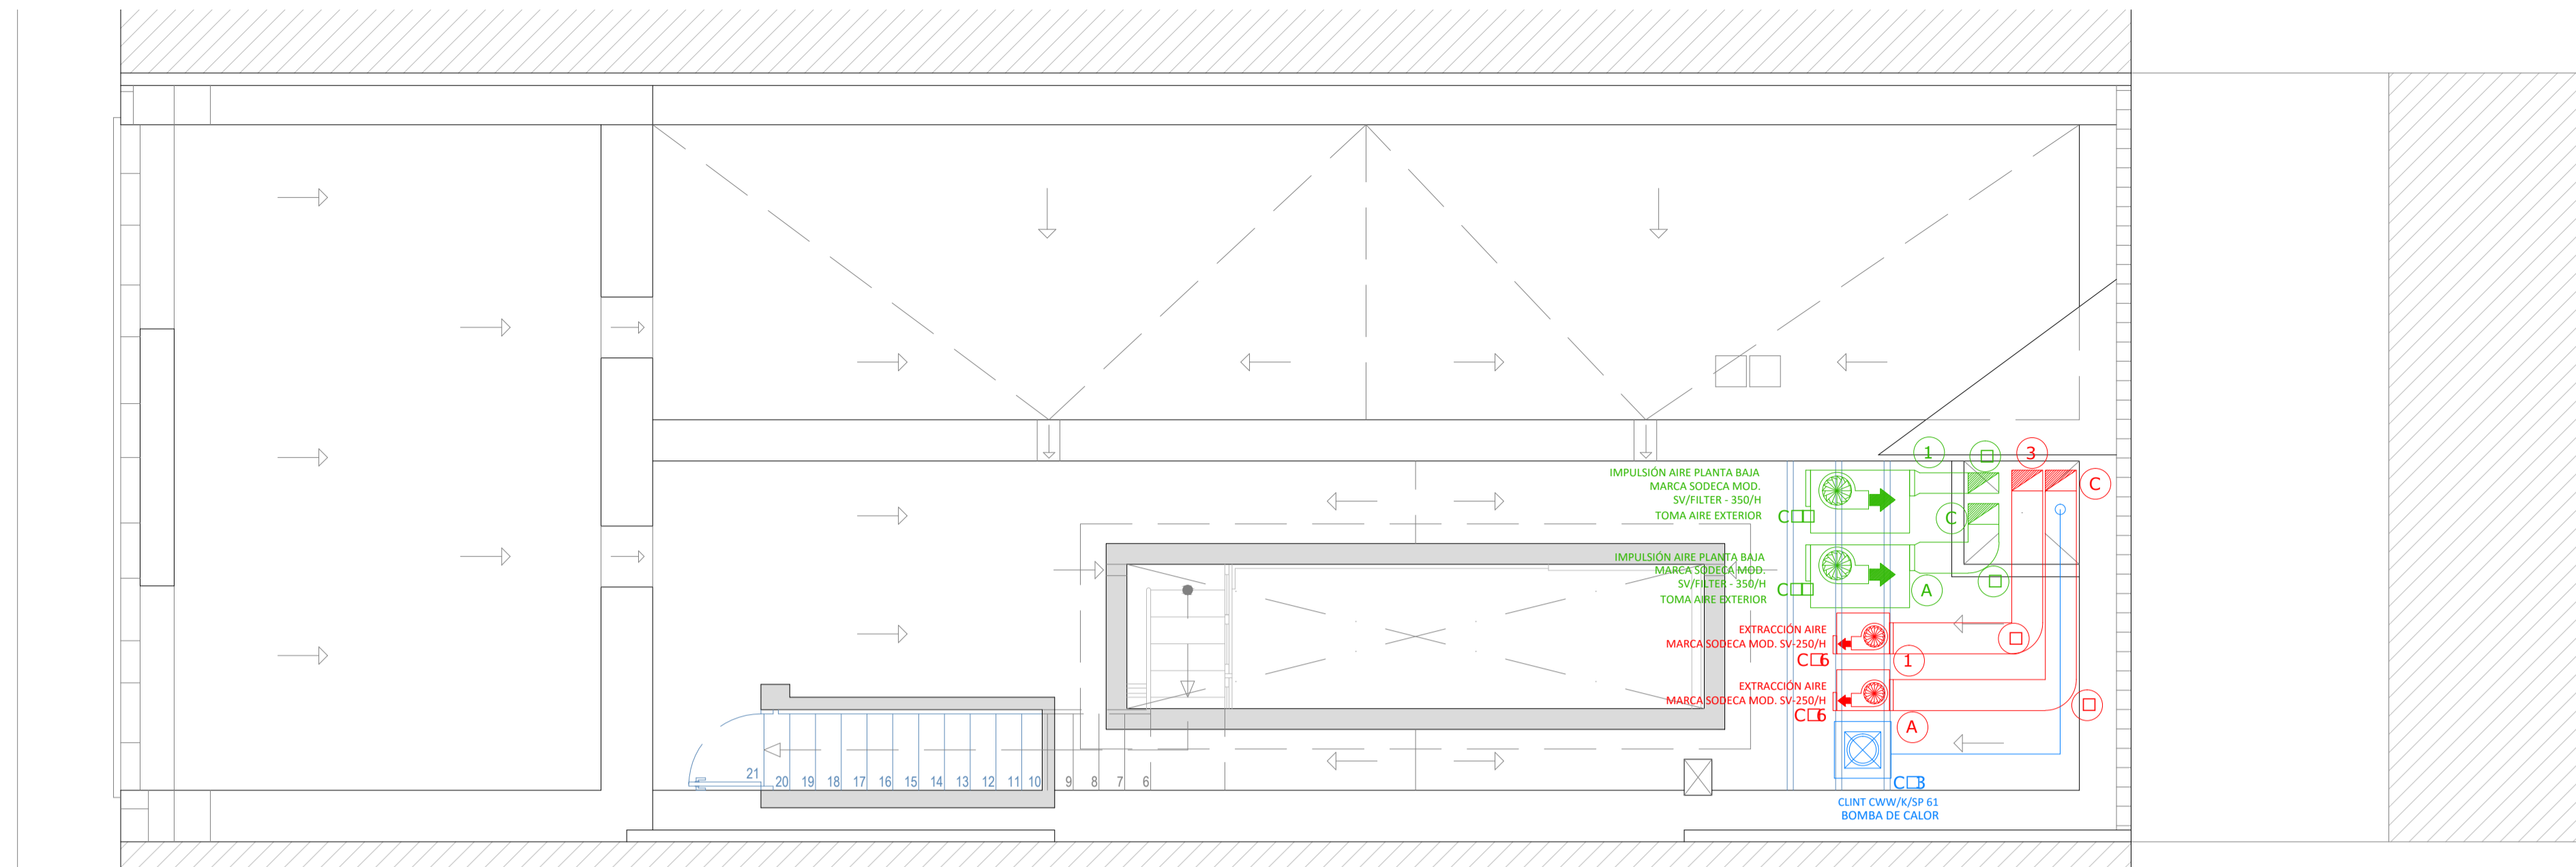 1
□
3
C
IMPULSIÓN AIRE PLANTA BAJA
MARCA SODECA MOD.
SV/FILTER - 350/H
TOMA AIRE EXTERIOR
C□□
C
IMPULSIÓN AIRE PLANTA BAJA
MARCA SODECA MOD.
SV/FILTER - 350/H
TOMA AIRE EXTERIOR
C□□
A
□
EXTRACCIÓN AIRE
MARCA SODECA MOD. SV-250/H
C□6
1
□
EXTRACCIÓN AIRE
MARCA SODECA MOD. SV-250/H
C□6
A
□
21 20 19 18 17 16 15 14 13 12 11 10 9 8 7 6
C□3
CLINT CWW/K/SP 61
BOMBA DE CALOR